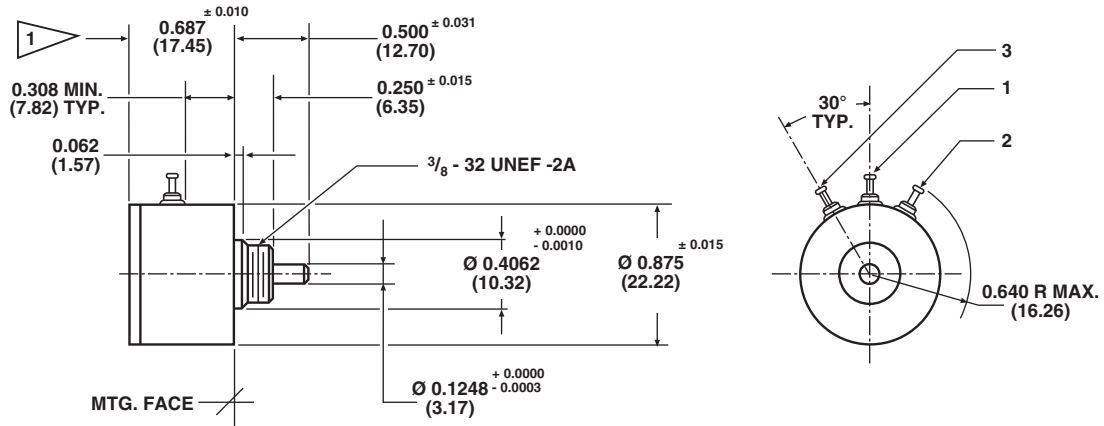 1
0.687 ± 0.010
(17.45)
0.500 ± 0.031
(12.70)
0.308 MIN.
(7.82) TYP.
0.250 ± 0.015
(6.35)
0.062
(1.57)
3/8 - 32 UNEF -2A
+ 0.0000
- 0.0010
Ø 0.4062
(10.32)
Ø 0.875 ± 0.015
(22.22)
Ø 0.1248 + 0.0000
- 0.0003
(3.17)
MTG. FACE
30°
TYP.
3
1
2
0.640 R MAX.
(16.26)